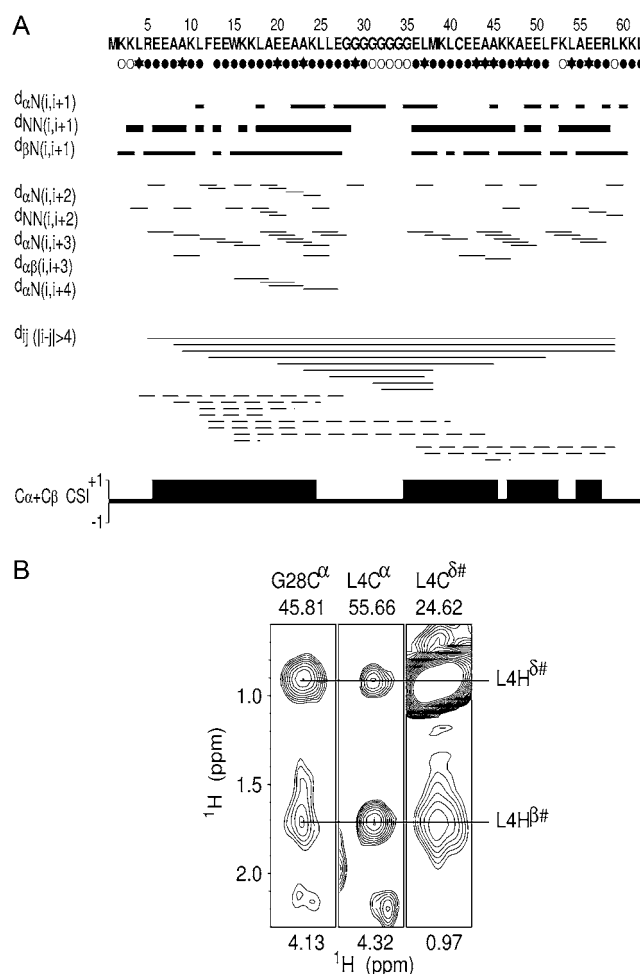 A
5 10 15 20 25 30 35 40 45 50 55 60
MKKLREEAAKLFEEWKKLAEEAAKLLEGGGGGGGGELMKLCEEAAKKAEELFKLAEERLKKL
dαN(i,i+1)
dNN(i,i+1)
dβN(i,i+1)
dαN(i,i+2)
dNN(i,i+2)
dαN(i,i+3)
dαβ(i,i+3)
dαN(i,i+4)
dij (|i-j|>4)
Cα+Cβ CSI +1
-1
B
G28Cα L4Cα L4Cδ#
45.81 55.66 24.62
L4Hδ#
1.0
1.5
L4Hβ#
2.0
1H (ppm)
4.13 4.32 0.97
1H (ppm)